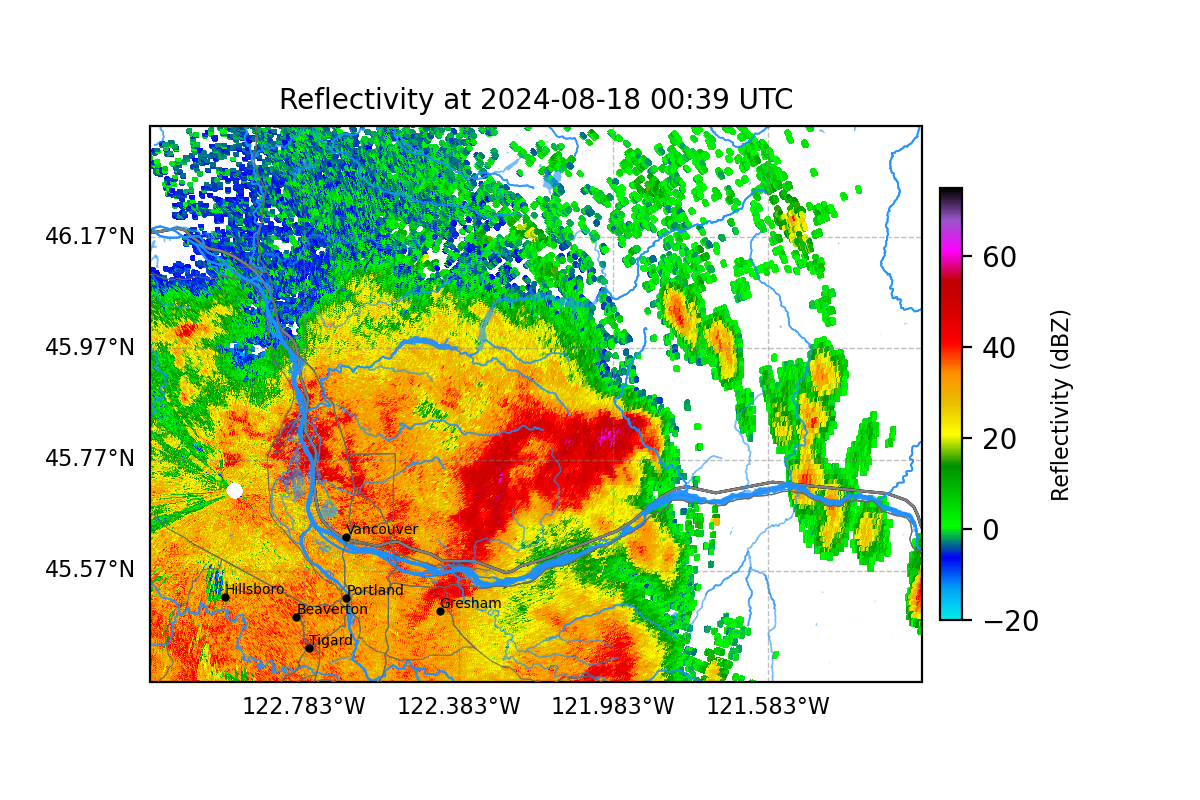 Reflectivity at 2024-08-18 00:39 UTC
46.17°N
45.97°N
45.77°N
45.57°N
Vancouver
Hillsboro
Portland
Beaverton
Gresham
Tigard
122.783°W
122.383°W
121.983°W
121.583°W
60
40
20
0
−20
Reflectivity (dBZ)